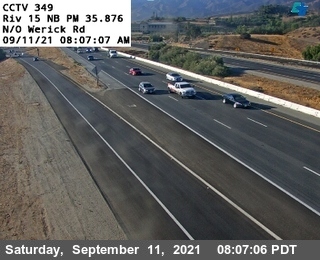 CCTV 349
Riv 15 NB PM 35.876
N/O Werick Rd
09/11/21 08:07:07 AM
Saturday, September 11, 2021 08:07:06 PDT